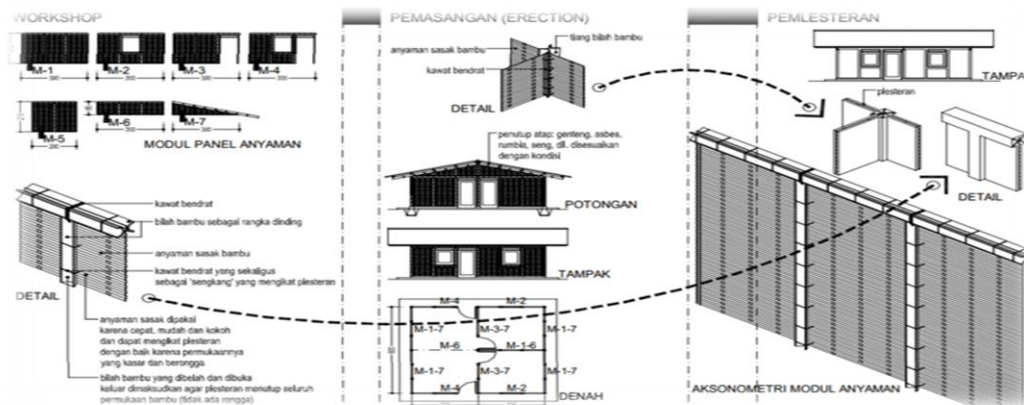 WORKSHOP
M-1
M-2
M-3
M-4
M-5
M-6
M-7
MODUL PANEL ANYAMAN
kawat bendrat
bilah bambu sebagai rangka dinding
anyaman sasak bambu
kawat bendrat yang sekaligus
sebagai 'sengkang' yang mengikat plesteran
DETAIL
anyaman sasak dipakai
karena cepat, mudah dan kokoh
dan dapat mengikat plesteran
dengan baik karena permukaannya
yang kasar dan berongga
bilah bambu yang dibelah dan dibuka
keluar dimaksudkan agar plesteran menutup seluruh
permukaan bambu (tidak ada rongga)
PEMASANGAN (ERECTION)
tiang bilah bambu
anyaman sasak bambu
kawat bendrat
DETAIL
penutup atap: genteng, asbes,
rumbia, seng, dll. disesuaikan
dengan kondisi
POTONGAN
TAMPAK
M-4
M-2
M-1-7
M-3-7
M-1-7
M-6
M-1-6
M-1-7
M-3-7
M-1-7
M-4
M-2
DENAH
PEMLESTERAN
TAMPA
plesteran
DETAIL
AKSONOMETRI MODUL ANYAMAN